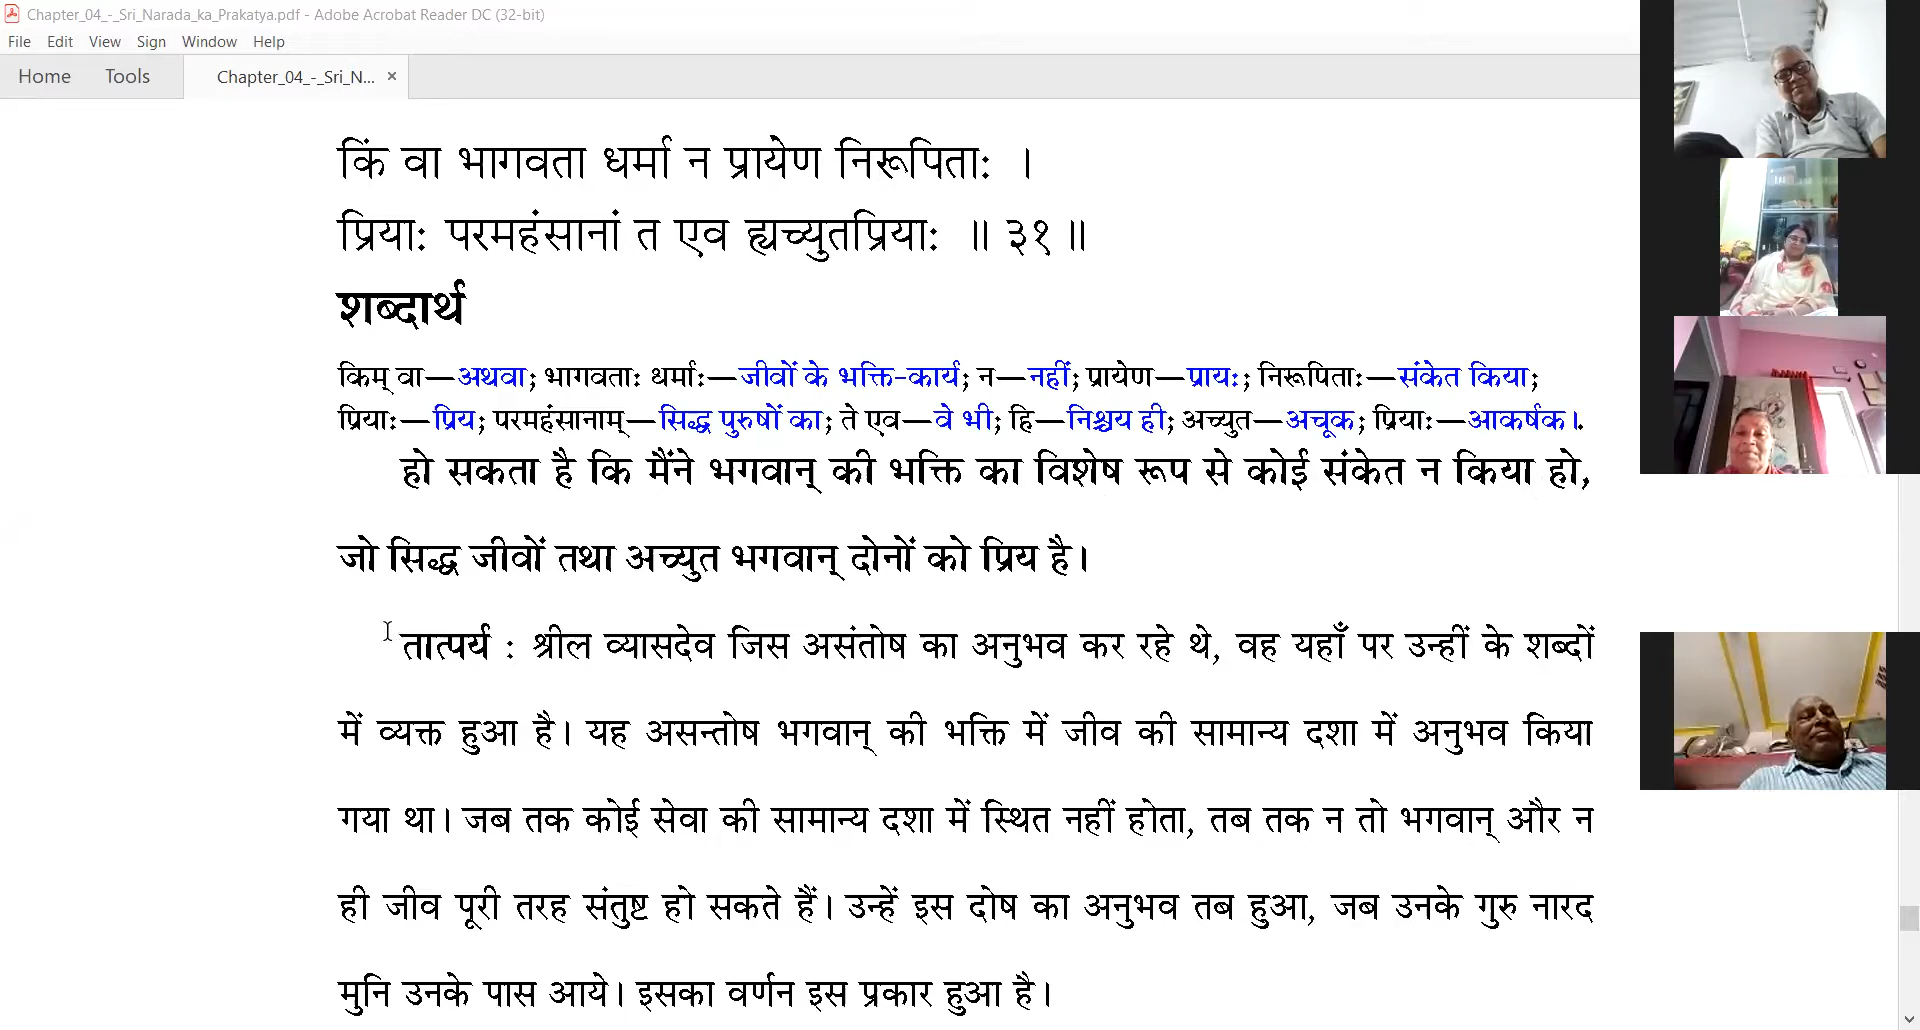 Chapter_04_-_Sri_Narada_ka_Prakatya.pdf - Adobe Acrobat Reader DC (32-bit)
File Edit View Sign Window Help
Home Tools Chapter_04_-_Sri_N... ×
किं वा भागवता धर्मा न प्रायेण निरूपिताः ।
प्रियाः परमहंसानां त एव ह्यच्युतप्रियाः ॥ ३१ ॥
शब्दार्थ
किम् वा—अथवा; भागवताः धर्माः—जीवों के भक्ति-कार्य; न—नहीं; प्रायेण—प्रायः; निरूपिताः—संकेत किया;
प्रियाः—प्रिय; परमहंसानाम्—सिद्ध पुरुषों का; ते एव—वे भी; हि—निश्चय ही; अच्युत—अचूक; प्रियाः—आकर्षक।.
हो सकता है कि मैंने भगवान् की भक्ति का विशेष रूप से कोई संकेत न किया हो,
जो सिद्ध जीवों तथा अच्युत भगवान् दोनों को प्रिय है।
तात्पर्य : श्रील व्यासदेव जिस असंतोष का अनुभव कर रहे थे, वह यहाँ पर उन्हीं के शब्दों
में व्यक्त हुआ है। यह असन्तोष भगवान् की भक्ति में जीव की सामान्य दशा में अनुभव किया
गया था। जब तक कोई सेवा की सामान्य दशा में स्थित नहीं होता, तब तक न तो भगवान् और न
ही जीव पूरी तरह संतुष्ट हो सकते हैं। उन्हें इस दोष का अनुभव तब हुआ, जब उनके गुरु नारद
मुनि उनके पास आये। इसका वर्णन इस प्रकार हुआ है।